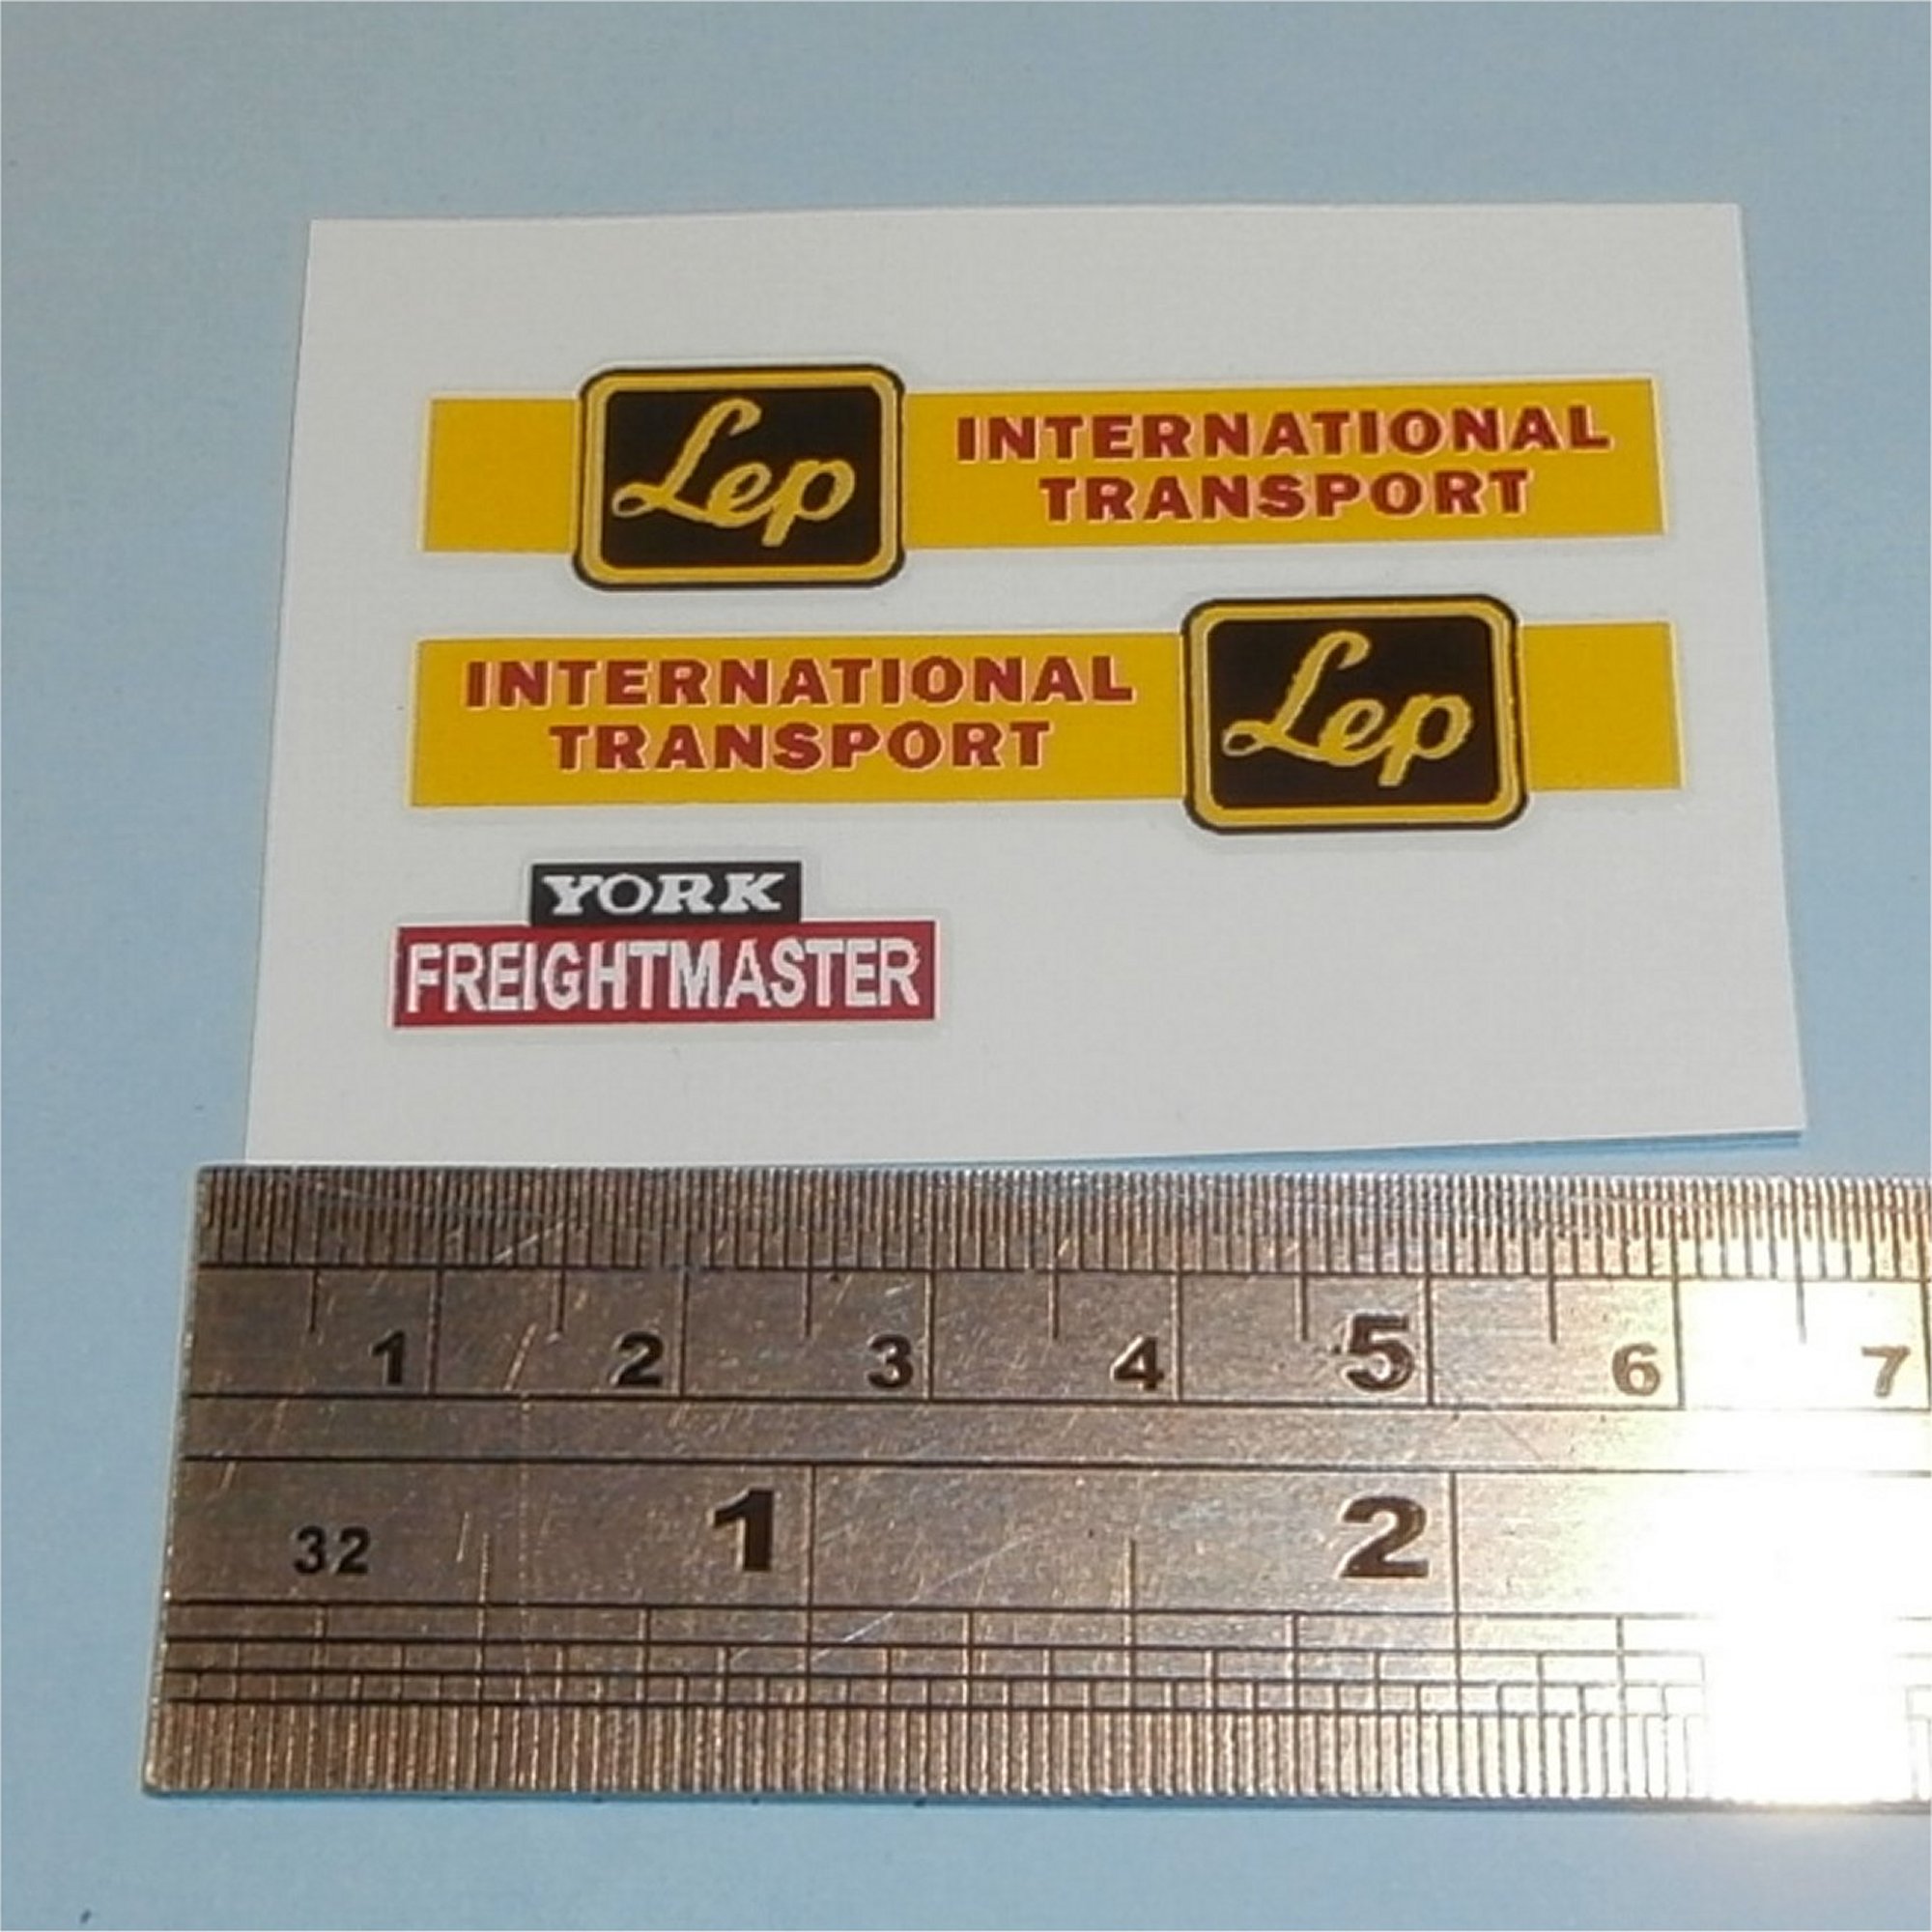 Lep INTERNATIONAL
TRANSPORT
INTERNATIONAL
TRANSPORT Lep
YORK
FREIGHTMASTER
1 2 3 4 5 6 7
32 1 2